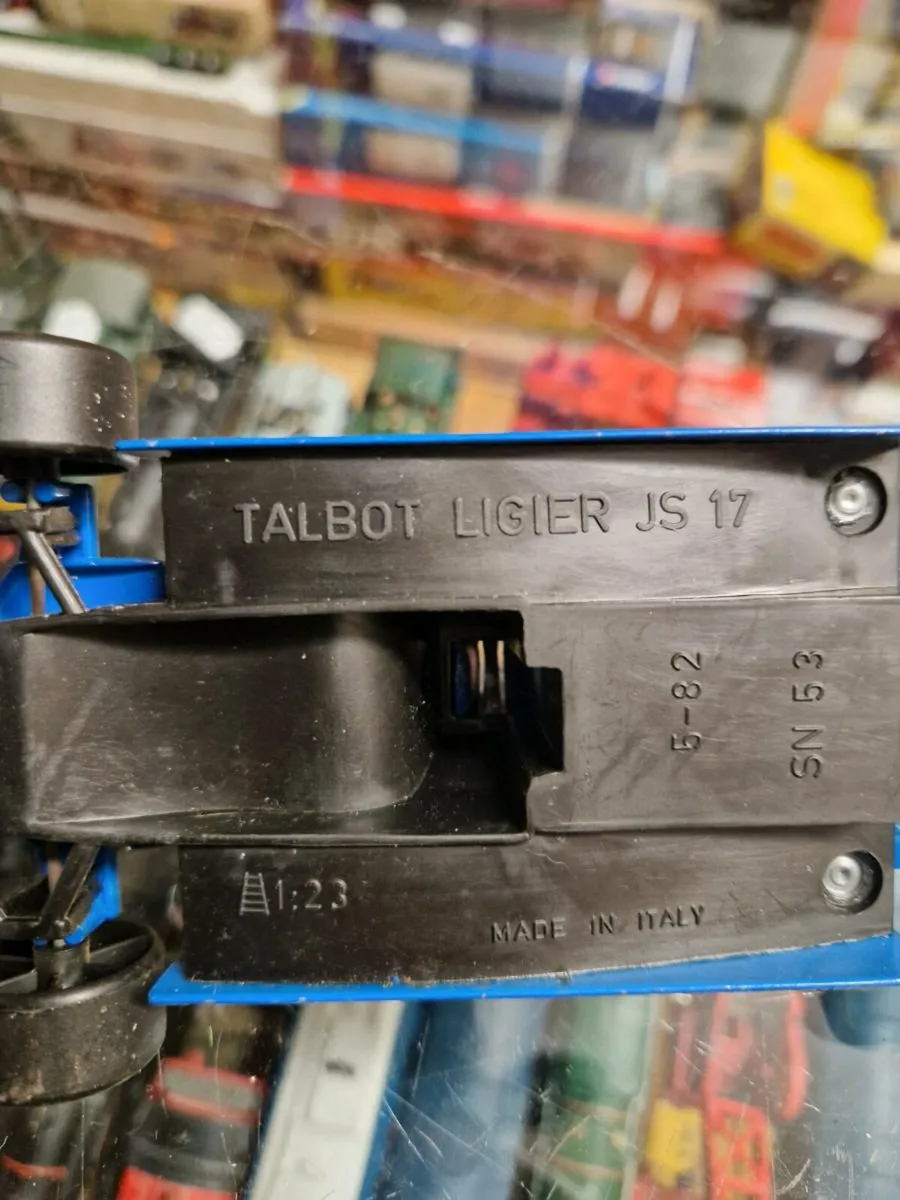 TALBOT LIGIER JS 17
5-82
SN 53
1:23
MADE IN ITALY